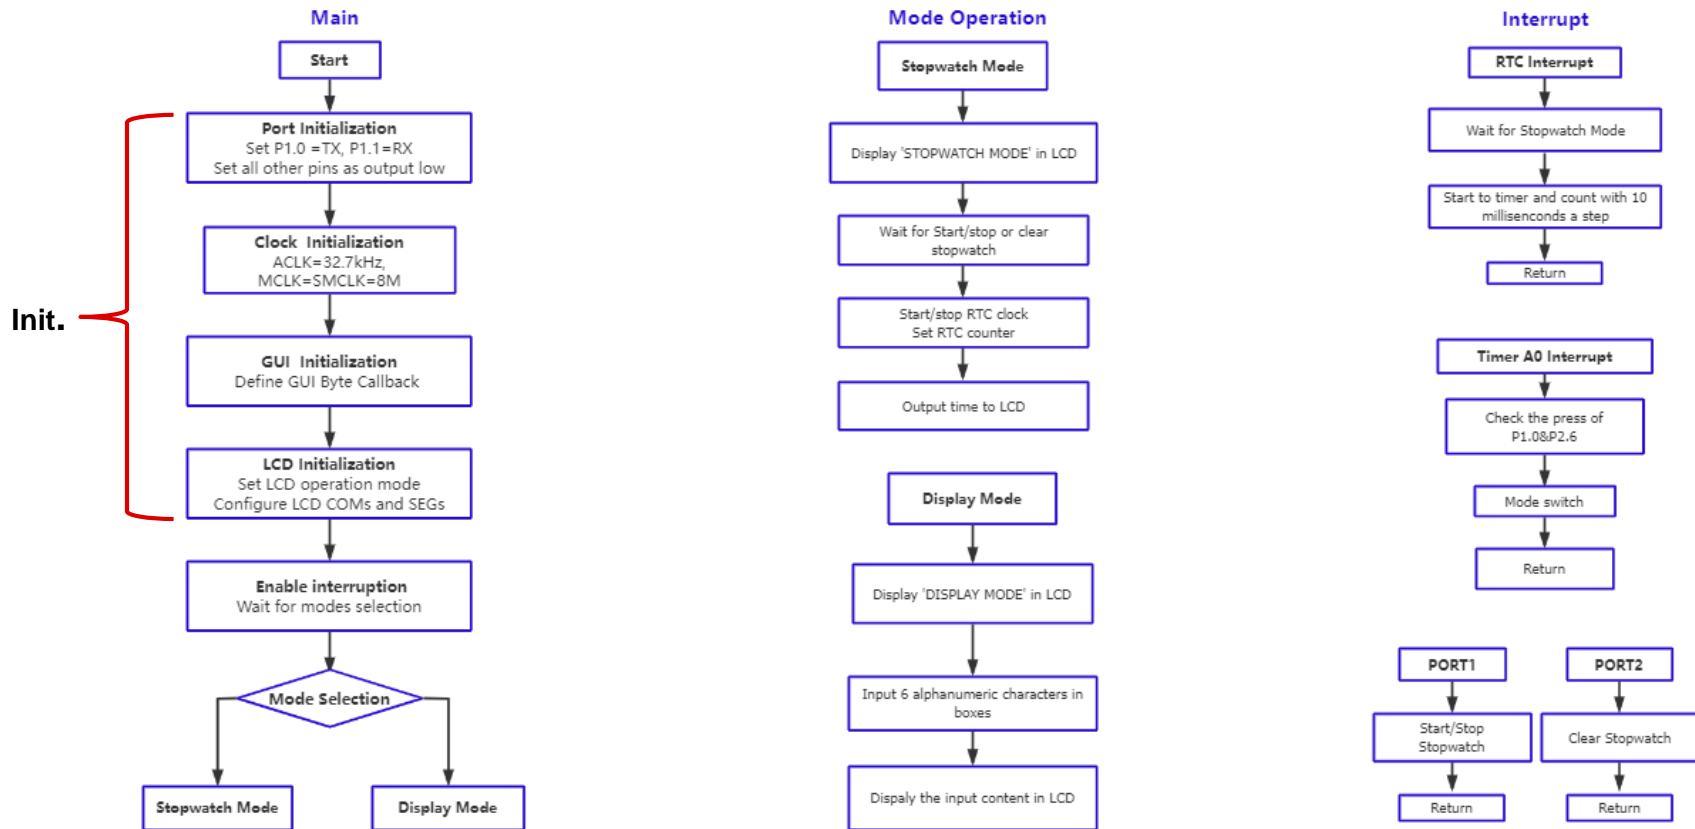 Main
Start
Port Initialization
Set P1.0 =TX, P1.1=RX
Set all other pins as output low
Clock Initialization
ACLK=32.7kHz,
MCLK=SMCLK=8M
Init.
GUI Initialization
Define GUI Byte Callback
LCD Initialization
Set LCD operation mode
Configure LCD COMs and SEGs
Enable interruption
Wait for modes selection
Mode Selection
Stopwatch Mode
Display Mode
Mode Operation
Stopwatch Mode
Display 'STOPWATCH MODE' in LCD
Wait for Start/stop or clear
stopwatch
Start/stop RTC clock
Set RTC counter
Output time to LCD
Display Mode
Display 'DISPLAY MODE' in LCD
Input 6 alphanumeric characters in
boxes
Dispaly the input content in LCD
Interrupt
RTC Interrupt
Wait for Stopwatch Mode
Start to timer and count with 10
millisenconds a step
Return
Timer A0 Interrupt
Check the press of
P1.0&P2.6
Mode switch
Return
PORT1
Start/Stop
Stopwatch
Return
PORT2
Clear Stopwatch
Return